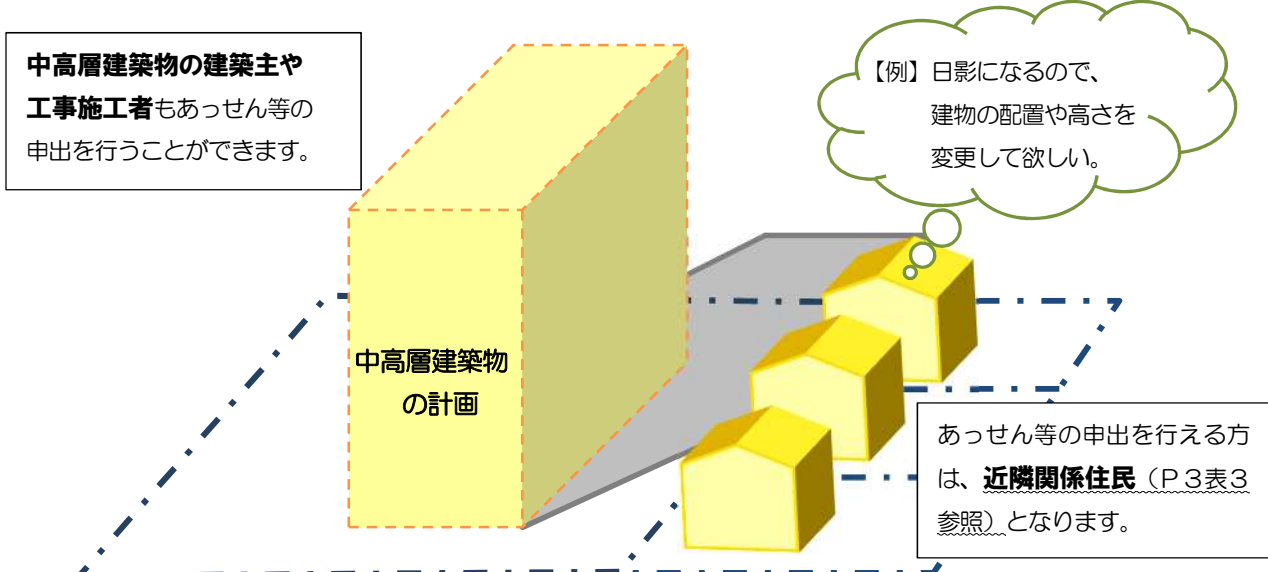 中高層建築物の建築主や
工事施工者もあっせん等の
申出を行うことができます。
【例】日影になるので、
建物の配置や高さを
変更して欲しい。
中高層建築物
の計画
あっせん等の申出を行える方
は、近隣関係住民（Ｐ３表３
参照）となります。